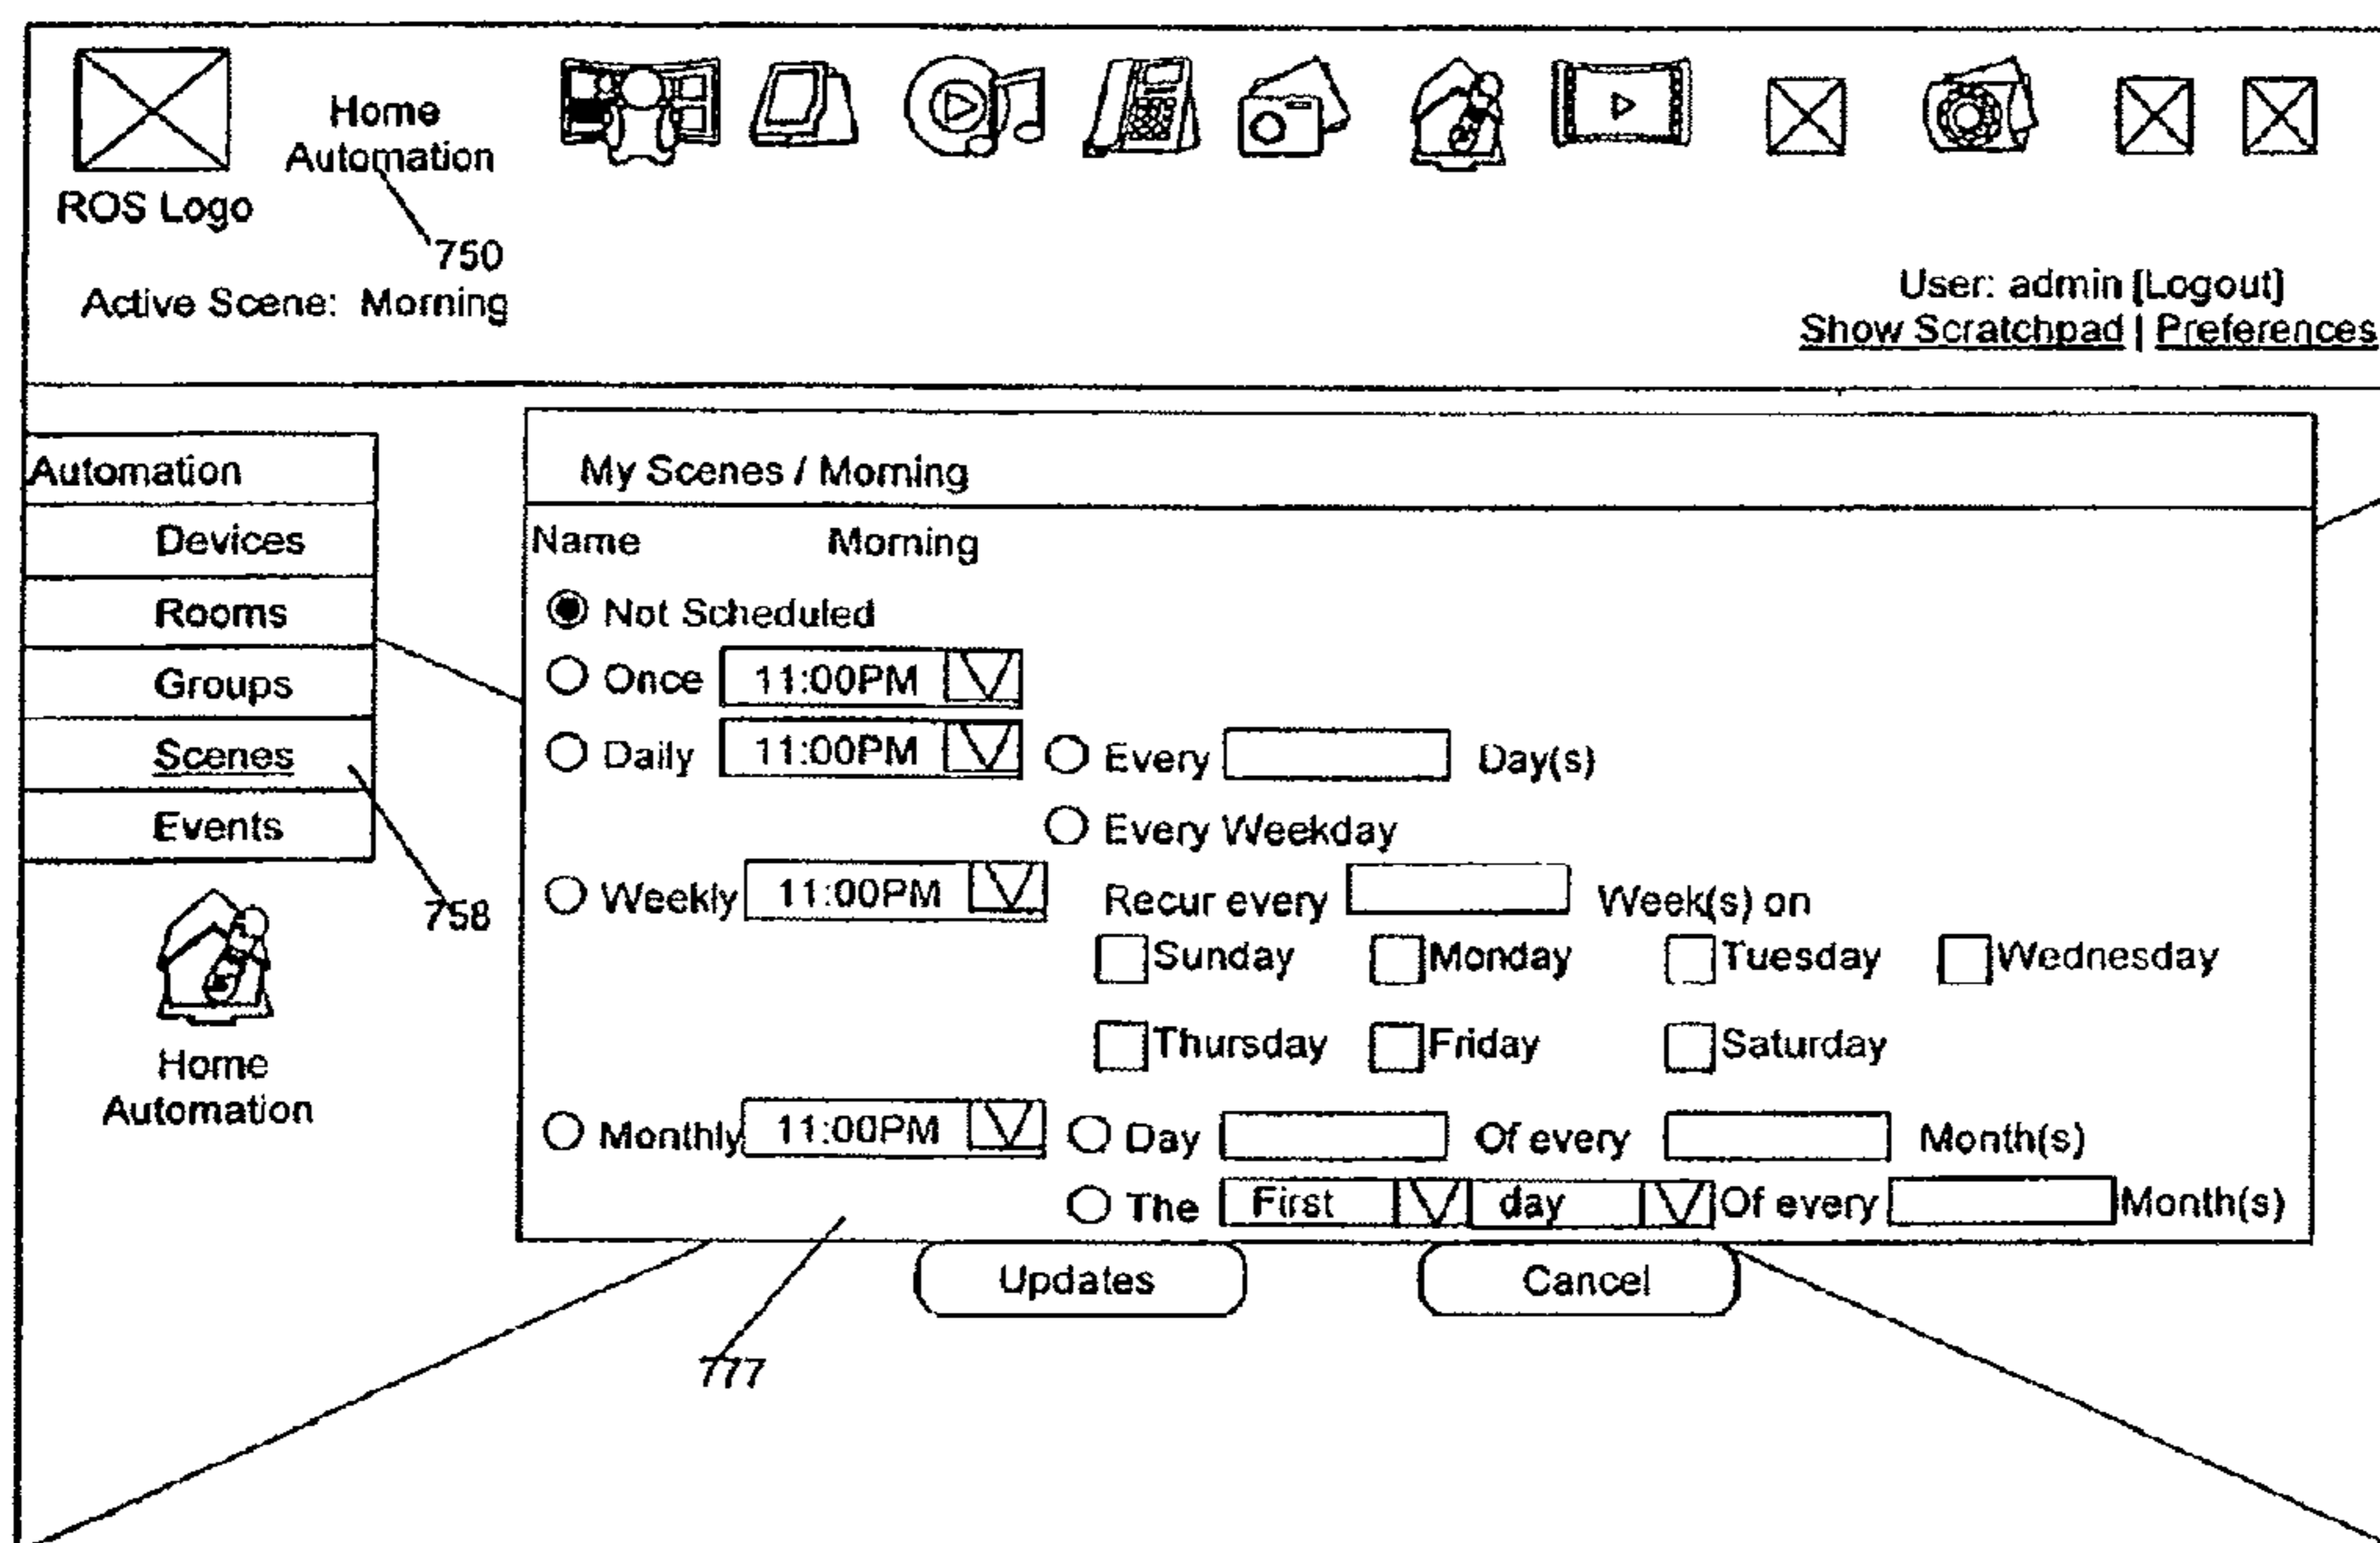 Home
Automation
ROS Logo
750
Active Scene: Morning
User: admin [Logout]
Show Scratchpad | Preferences
Automation
Devices
Rooms
Groups
Scenes
Events
758
Home
Automation
My Scenes / Morning
Name Morning
Not Scheduled
Once 11:00PM
Daily 11:00PM Every Day(s)
Every Weekday
Weekly 11:00PM Recur every Week(s) on
Sunday Monday Tuesday Wednesday
Thursday Friday Saturday
Monthly 11:00PM Day Of every Month(s)
The First day Of every Month(s)
Updates Cancel
777